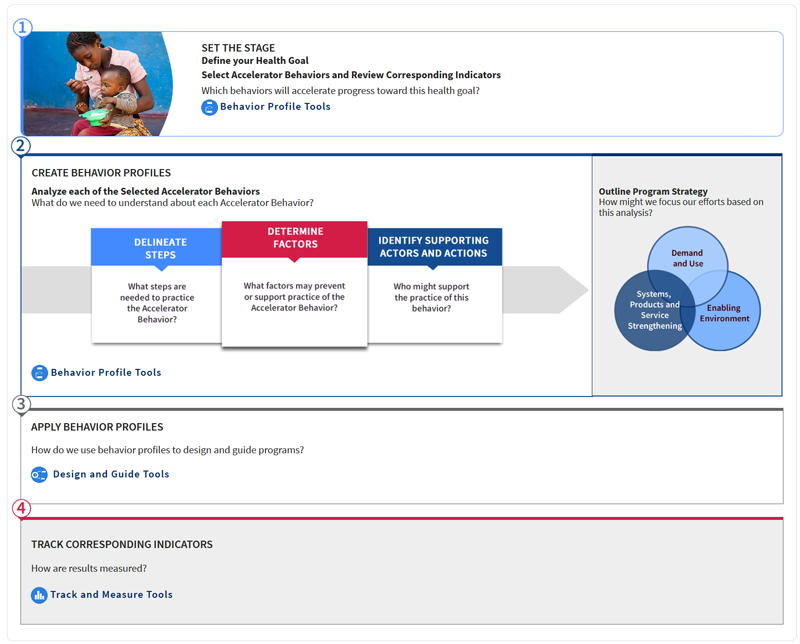 1
SET THE STAGE
Define your Health Goal
Select Accelerator Behaviors and Review Corresponding Indicators
Which behaviors will accelerate progress toward this health goal?
Behavior Profile Tools
2
CREATE BEHAVIOR PROFILES
Analyze each of the Selected Accelerator Behaviors
What do we need to understand about each Accelerator Behavior?
DELINEATE
STEPS
What steps are
needed to practice
the Accelerator
Behavior?
DETERMINE
FACTORS
What factors may prevent
or support practice of the
Accelerator Behavior?
IDENTIFY SUPPORTING
ACTORS AND ACTIONS
Who might support
the practice of this
behavior?
Behavior Profile Tools
Outline Program Strategy
How might we focus our efforts based on
this analysis?
Demand
and Use
Systems,
Products and
Service
Strengthening
Enabling
Environment
3
APPLY BEHAVIOR PROFILES
How do we use behavior profiles to design and guide programs?
Design and Guide Tools
4
TRACK CORRESPONDING INDICATORS
How are results measured?
Track and Measure Tools